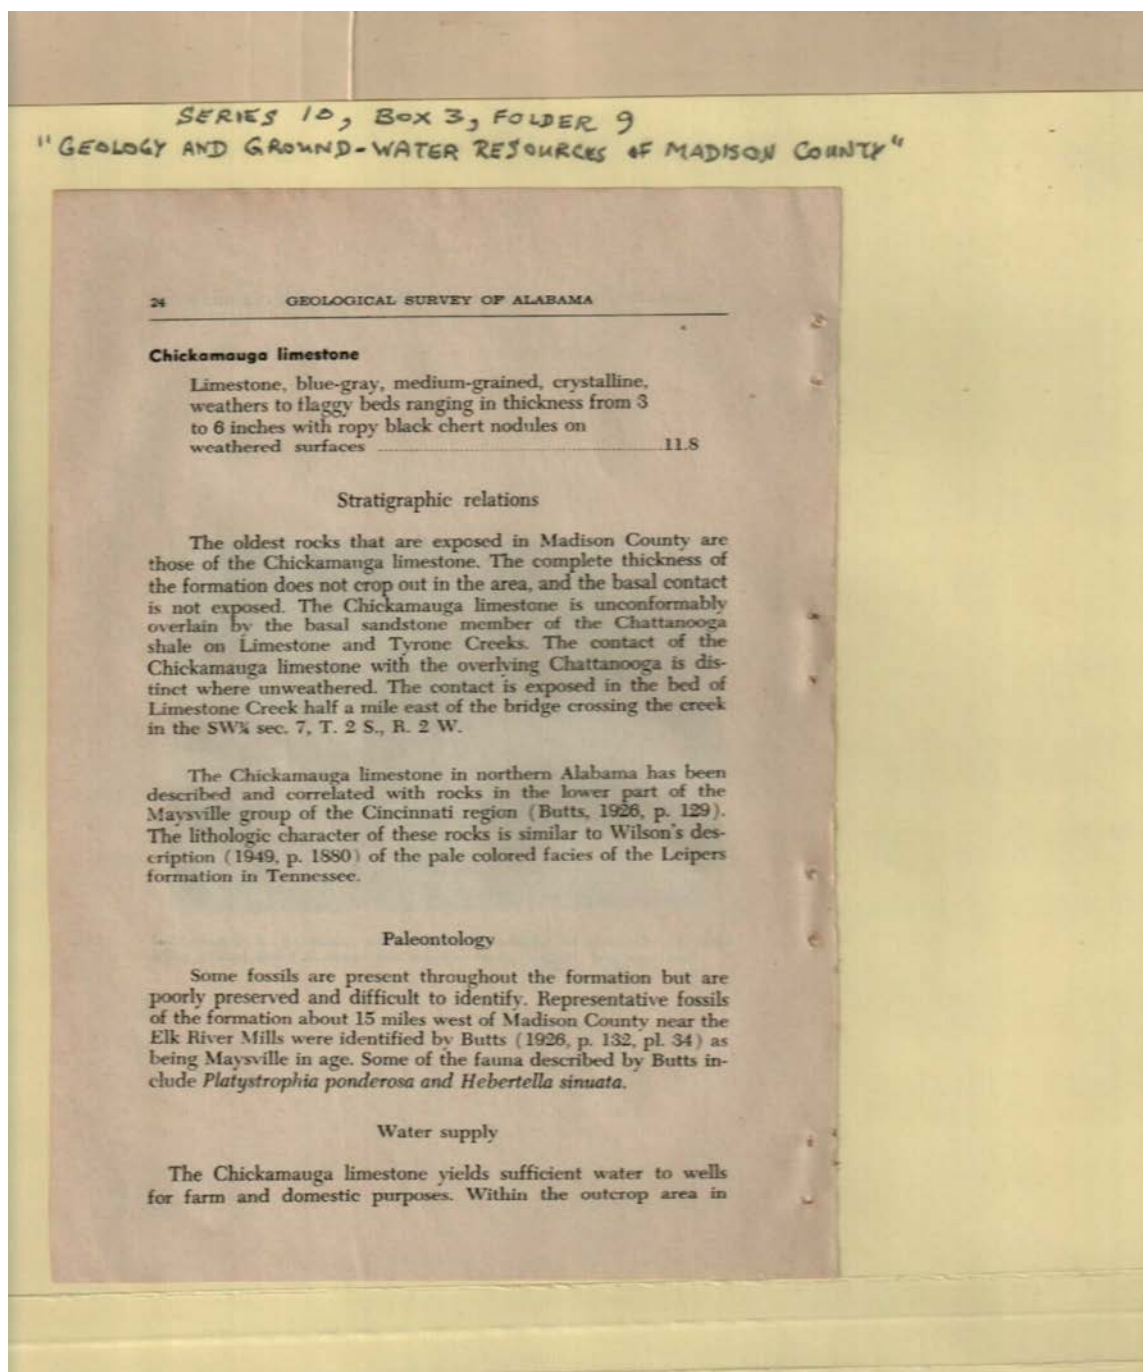 SERIES 10, BOX 3, FOLDER 9
"GEOLOGY AND GROUND-WATER RESOURCES OF MADISON COUNTY"
24 GEOLOGICAL SURVEY OF ALABAMA
Chickamauga limestone
Limestone, blue-gray, medium-grained, crystalline,
weathers to flaggy beds ranging in thickness from 3
to 6 inches with ropy black chert nodules on
weathered surfaces ........................................ 11.8
Stratigraphic relations
The oldest rocks that are exposed in Madison County are
those of the Chickamauga limestone. The complete thickness of
the formation does not crop out in the area, and the basal contact
is not exposed. The Chickamauga limestone is unconformably
overlain by the basal sandstone member of the Chattanooga
shale on Limestone and Tyrone Creeks. The contact of the
Chickamauga limestone with the overlying Chattanooga is dis-
tinct where unweathered. The contact is exposed in the bed of
Limestone Creek half a mile east of the bridge crossing the creek
in the SW¼ sec. 7, T. 2 S., R. 2 W.
The Chickamauga limestone in northern Alabama has been
described and correlated with rocks in the lower part of the
Maysville group of the Cincinnati region (Butts, 1926, p. 129).
The lithologic character of these rocks is similar to Wilson's des-
cription (1949, p. 1880) of the pale colored facies of the Leipers
formation in Tennessee.
Paleontology
Some fossils are present throughout the formation but are
poorly preserved and difficult to identify. Representative fossils
of the formation about 15 miles west of Madison County near the
Elk River Mills were identified by Butts (1926, p. 132, pl. 34) as
being Maysville in age. Some of the fauna described by Butts in-
clude Platystrophia ponderosa and Hebertella sinuata.
Water supply
The Chickamauga limestone yields sufficient water to wells
for farm and domestic purposes. Within the outcrop area in